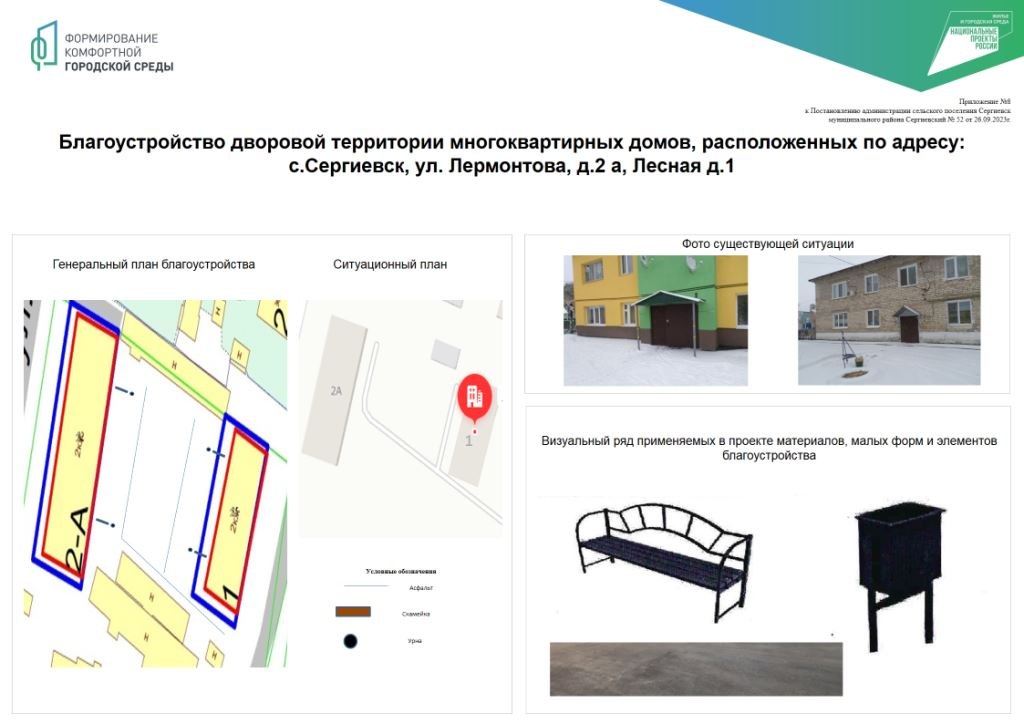 ФОРМИРОВАНИЕ
КОМФОРТНОЙ
ГОРОДСКОЙ СРЕДЫ
ЖИЛЬЕ
И ГОРОДСКАЯ СРЕДА
НАЦИОНАЛЬНЫЕ
ПРОЕКТЫ
РОССИИ
Приложение №8
к Постановлению администрации сельского поселения Сергиевск
муниципального района Сергиевский № 52 от 26.09.2023г.
Благоустройство дворовой территории многоквартирных домов, расположенных по адресу:
с.Сергиевск, ул. Лермонтова, д.2 а, Лесная д.1
Генеральный план благоустройства
Ситуационный план
2-А
1
Н
Н
Н
Н
Н
Н
2
2А
1
Условные обозначения
Асфальт
Скамейка
Урна
Фото существующей ситуации
Визуальный ряд применяемых в проекте материалов, малых форм и элементов
благоустройства